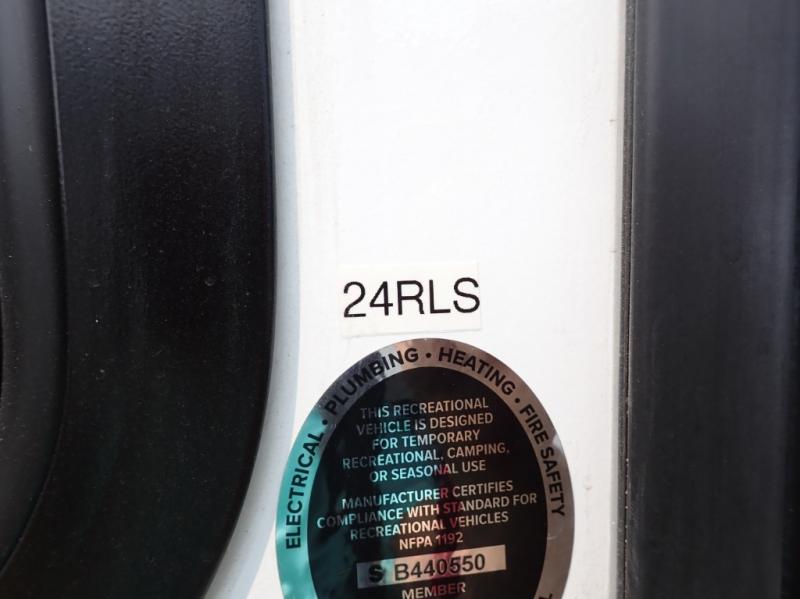 24RLS
ELECTRICAL • PLUMBING • HEATING • FIRE SAFETY
THIS RECREATIONAL
VEHICLE IS DESIGNED
FOR TEMPORARY
RECREATIONAL, CAMPING,
OR SEASONAL USE
MANUFACTURER CERTIFIES
COMPLIANCE WITH STANDARD FOR
RECREATIONAL VEHICLES
NFPA 1192
S B440550
MEMBER